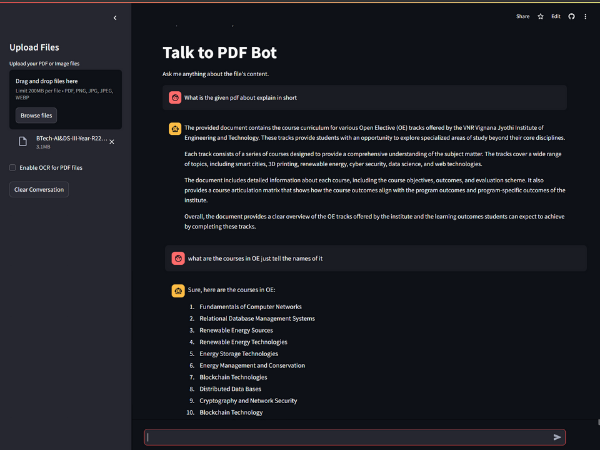 Share
Edit
Upload Files
Upload your PDF or Image files
Drag and drop files here
Limit 200MB per file • PDF, PNG, JPG, JPEG,
WEBP
Browse files
BTech-AI&DS-III-Year-R22...
3.1MB
Enable OCR for PDF files
Clear Conversation
Talk to PDF Bot
Ask me anything about the file's content.
What is the given pdf about explain in short
The provided document contains the course curriculum for various Open Elective (OE) tracks offered by the VNR Vignana Jyothi Institute of
Engineering and Technology. These tracks provide students with an opportunity to explore specialized areas of study beyond their core disciplines.
Each track consists of a series of courses designed to provide a comprehensive understanding of the subject matter. The tracks cover a wide range
of topics, including smart cities, 3D printing, renewable energy, cyber security, data science, and web technologies.
The document includes detailed information about each course, including the course objectives, outcomes, and evaluation scheme. It also
provides a course articulation matrix that shows how the course outcomes align with the program outcomes and program-specific outcomes of the
institute.
Overall, the document provides a clear overview of the OE tracks offered by the institute and the learning outcomes students can expect to achieve
by completing these tracks.
what are the courses in OE just tell the names of it
Sure, here are the courses in OE:
1. Fundamentals of Computer Networks
2. Relational Database Management Systems
3. Renewable Energy Sources
4. Renewable Energy Technologies
5. Energy Storage Technologies
6. Energy Management and Conservation
7. Blockchain Technologies
8. Distributed Data Bases
9. Cryptography and Network Security
10. Blockchain Technology